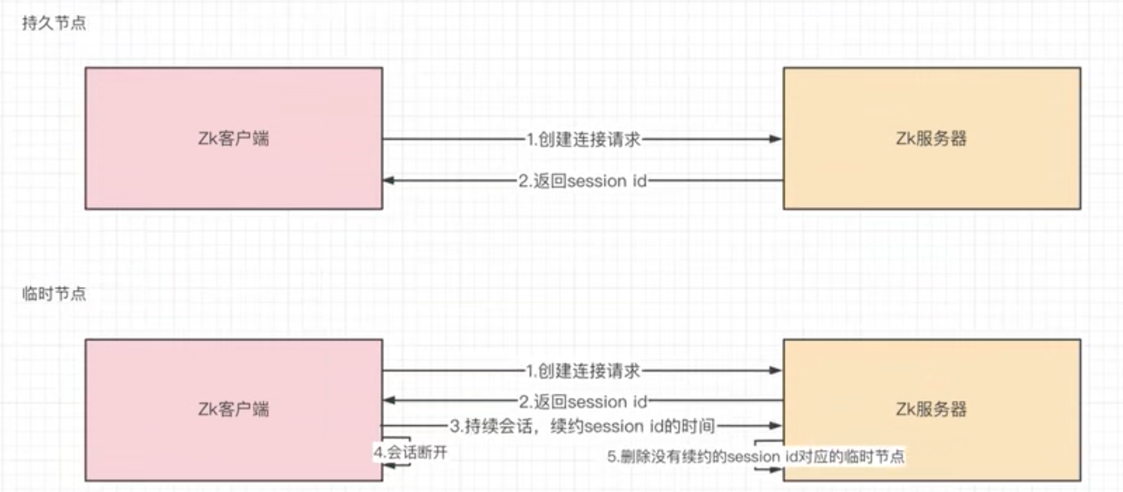 持久节点
Zk客户端
1.创建连接请求
Zk服务器
2.返回session id
临时节点
1.创建连接请求
2.返回session id
Zk客户端
Zk服务器
3.持续会话，续约session id的时间
4.会话断开
5.删除没有续约的session id对应的临时节点